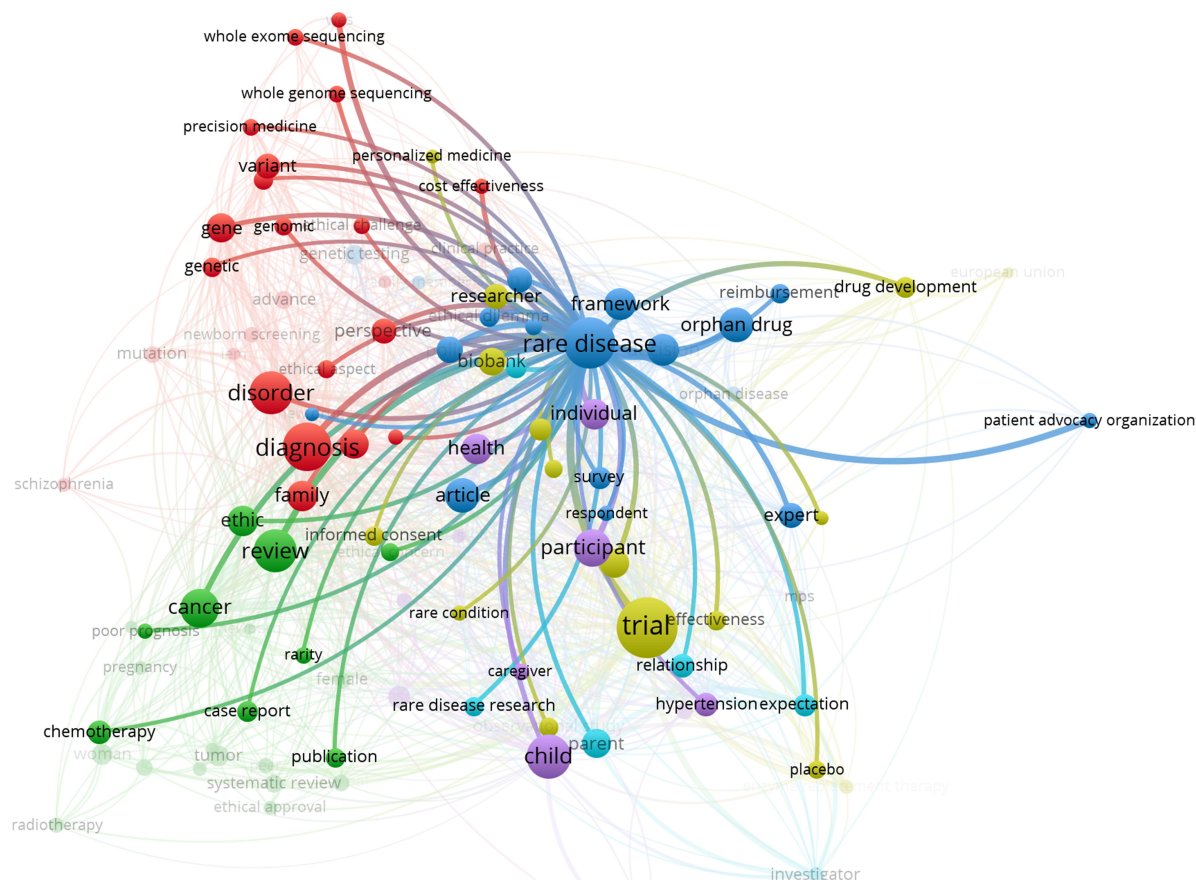 whole exome sequencing
whole genome sequencing
precision medicine
personalized medicine
variant
cost effectiveness
gene
genomic
ethical challenge
clinical practice
genetic testing
genetic
european union
drug development
reimbursement
advance
researcher
framework
ethical dilemma
orphan drug
newborn screening
perspective
rare disease
mutation
biobank
ethical aspect
disorder
orphan disease
individual
patient advocacy organization
diagnosis
health
schizophrenia
survey
family
article
respondent
expert
ethic
informed consent
review
ethical concern
participant
mps
cancer
rare condition
effectiveness
trial
poor prognosis
rarity
pregnancy
relationship
caregiver
female
case report
rare disease research
hypertension
expectation
chemotherapy
parent
woman
tumor
publication
child
placebo
systematic review
ethical approval
radiotherapy
investigator